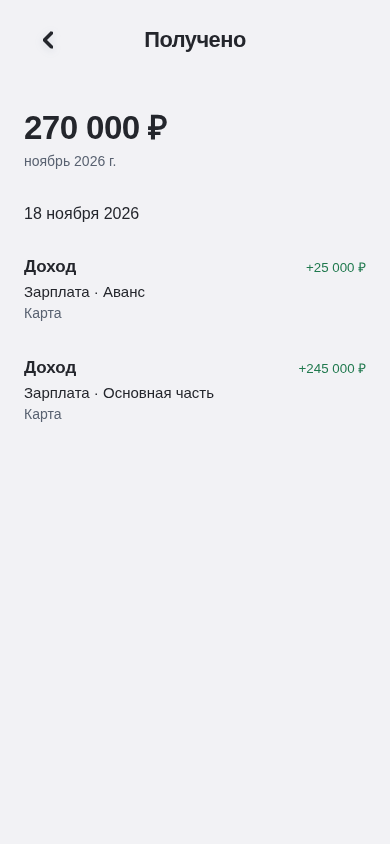 Получено
270 000 ₽
ноябрь 2026 г.
18 ноября 2026
Доход +25 000 ₽
Зарплата · Аванс
Карта
Доход +245 000 ₽
Зарплата · Основная часть
Карта